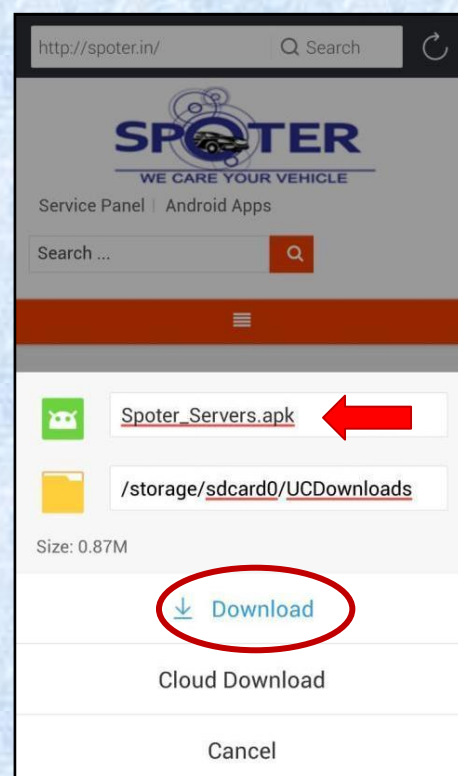 http://spoter.in/ Search
SPOTER
WE CARE YOUR VEHICLE
Service Panel | Android Apps
Search ...
Spoter_Servers.apk
/storage/sdcard0/UCDownloads
Size: 0.87M
Download
Cloud Download
Cancel